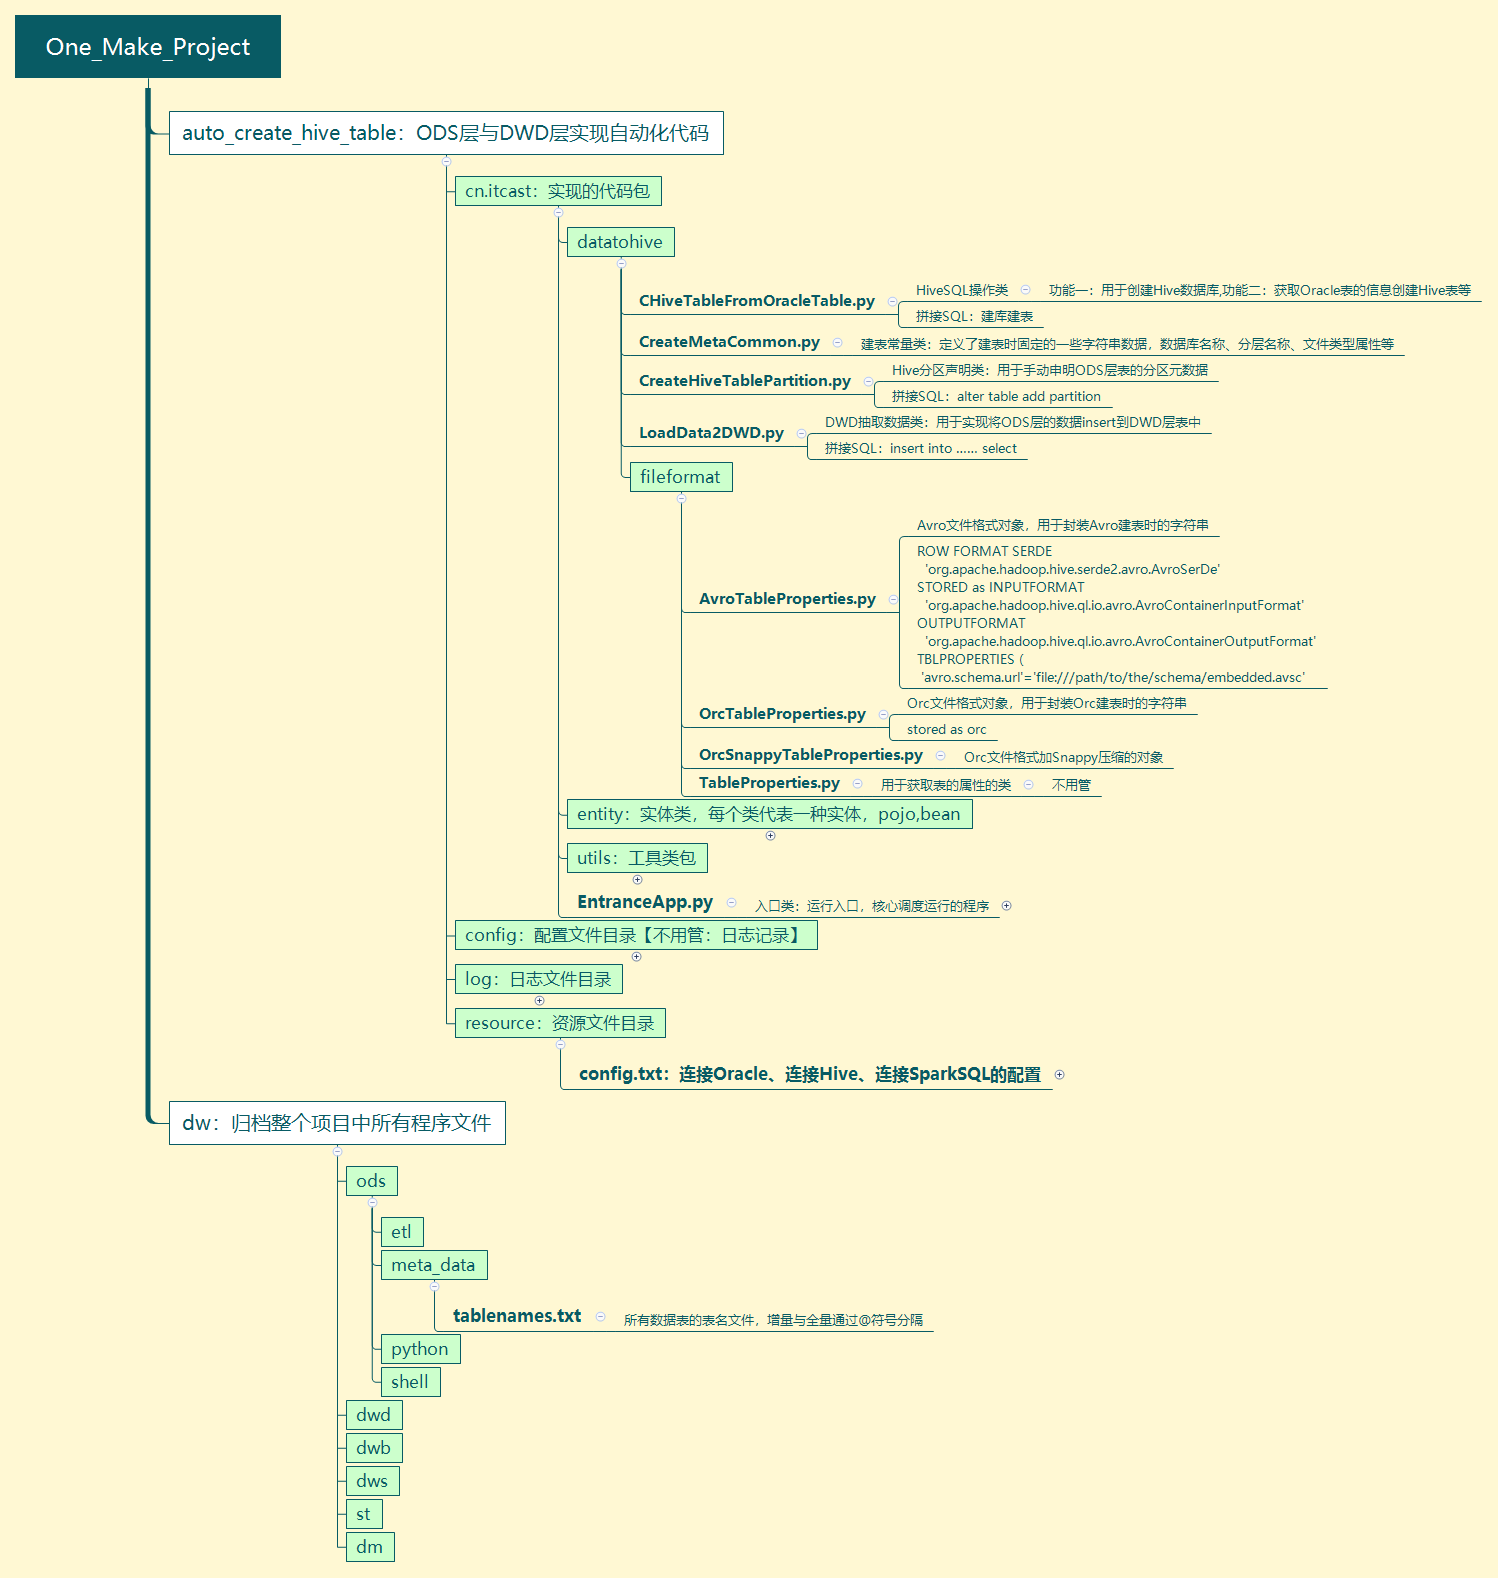 One_Make_Project
auto_create_hive_table：ODS层与DWD层实现自动化代码
cn.itcast：实现的代码包
datatohive
CHiveTableFromOracleTable.py
HiveSQL操作类
功能一：用于创建Hive数据库,功能二：获取Oracle表的信息创建Hive表等
拼接SQL：建库建表
CreateMetaCommon.py
建表常量类：定义了建表时固定的一些字符串数据，数据库名称、分层名称、文件类型属性等
CreateHiveTablePartition.py
Hive分区声明类：用于手动申明ODS层表的分区元数据
拼接SQL：alter table add partition
LoadData2DWD.py
DWD抽取数据类：用于实现将ODS层的数据insert到DWD层表中
拼接SQL：insert into …… select
fileformat
AvroTableProperties.py
Avro文件格式对象，用于封装Avro建表时的字符串
ROW FORMAT SERDE
'org.apache.hadoop.hive.serde2.avro.AvroSerDe'
STORED as INPUTFORMAT
'org.apache.hadoop.hive.ql.io.avro.AvroContainerInputFormat'
OUTPUTFORMAT
'org.apache.hadoop.hive.ql.io.avro.AvroContainerOutputFormat'
TBLPROPERTIES (
'avro.schema.url'='file:///path/to/the/schema/embedded.avsc'
OrcTableProperties.py
Orc文件格式对象，用于封装Orc建表时的字符串
stored as orc
OrcSnappyTableProperties.py
Orc文件格式加Snappy压缩的对象
TableProperties.py
用于获取表的属性的类
不用管
entity：实体类，每个类代表一种实体，pojo,bean
utils：工具类包
EntranceApp.py
入口类：运行入口，核心调度运行的程序
config：配置文件目录【不用管：日志记录】
log：日志文件目录
resource：资源文件目录
config.txt：连接Oracle、连接Hive、连接SparkSQL的配置
dw：归档整个项目中所有程序文件
ods
etl
meta_data
tablenames.txt
所有数据表的表名文件，增量与全量通过@符号分隔
python
shell
dwd
dwb
dws
st
dm